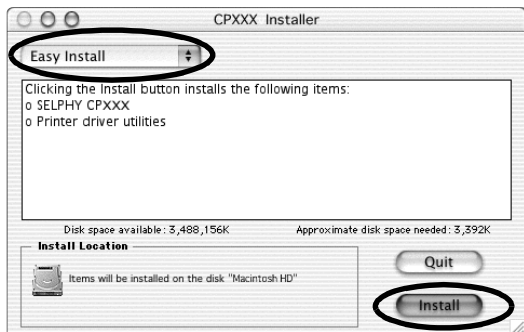 CPXXX Installer
Easy Install
Clicking the Install button installs the following items:
o SELPHY CPXXX
o Printer driver utilities
Disk space available: 3,488,156K
Approximate disk space needed: 3,392K
Install Location
Items will be installed on the disk "Macintosh HD"
Quit
Install